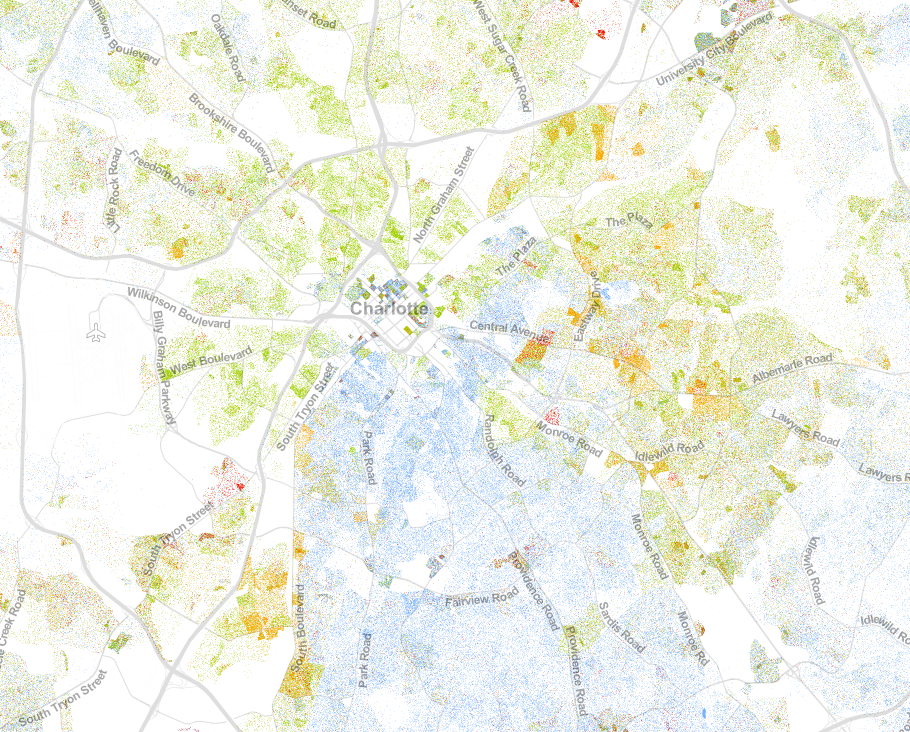 Sunset Road
Bellhaven Boulevard
Oakdale Road
West Sugar Creek Road
University City Boulevard
Brookshire Boulevard
Freedom Drive
Little Rock Road
North Graham Street
The Plaza
The Plaza
Eastway Drive
Wilkinson Boulevard
Charlotte
Central Avenue
Billy Graham Parkway
West Boulevard
Albemarle Road
South Tryon Street
Lawyers Road
Randolph Road
Monroe Road
Park Road
Idlewild Road
Lawyers R
South Tryon Street
Monroe Road
Idlewild Road
Providence Road
Fairview Road
South Boulevard
Sardis Road
Idlewild Ro
Creek Road
Park Road
Providence Road
Monroe Rd
South Tryon Street